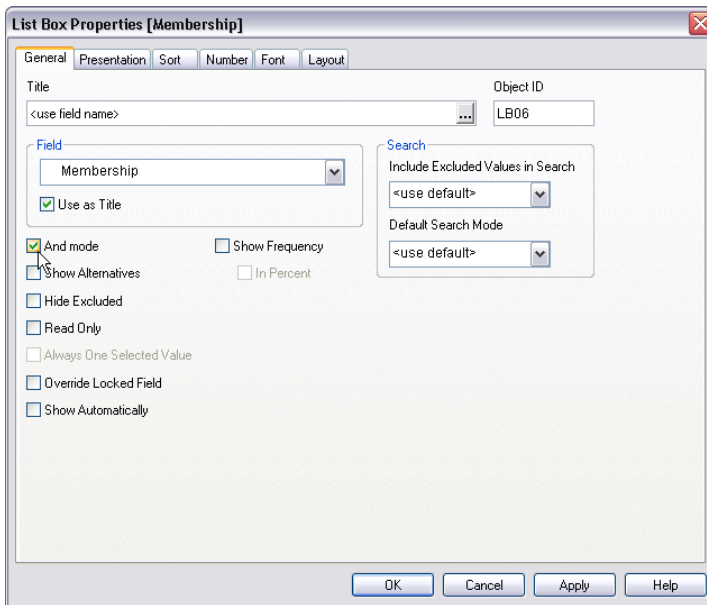 List Box Properties [Membership]
General Presentation Sort Number Font Layout
Title Object ID
<use field name> ... LB06
Field Search
Membership Include Excluded Values in Search
<use default>
Use as Title
Default Search Mode
<use default>
And mode Show Frequency
Show Alternatives In Percent
Hide Excluded
Read Only
Always One Selected Value
Override Locked Field
Show Automatically
OK Cancel Apply Help